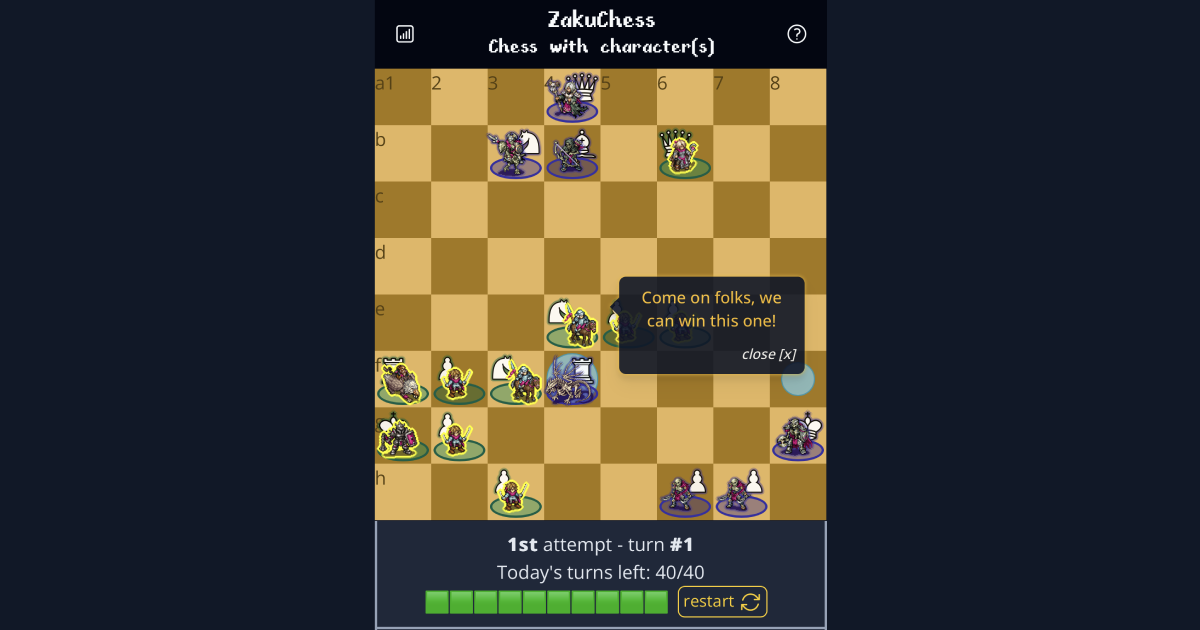 ZakuChess
Chess with character(s)
a1 2 3 4 5 6 7 8
b
c
d
e
Come on folks, we
can win this one!
close [x]
f
h
1st attempt - turn #1
Today's turns left: 40/40
restart